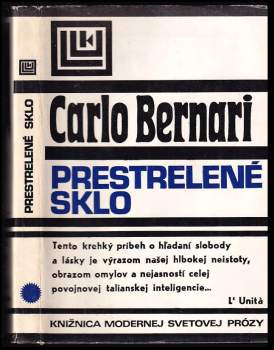 PRESTRELENÉ SKLO
Carlo Bernari
PRESTRELENÉ
SKLO
Tento krehký príbeh o hľadaní slobody
a lásky je výrazom našej hlbokej neistoty,
obrazom omylov a nejasností celej
povojnovej talianskej inteligencie...
L' Unità
KNIŽNICA MODERNEJ SVETOVEJ PRÓZY